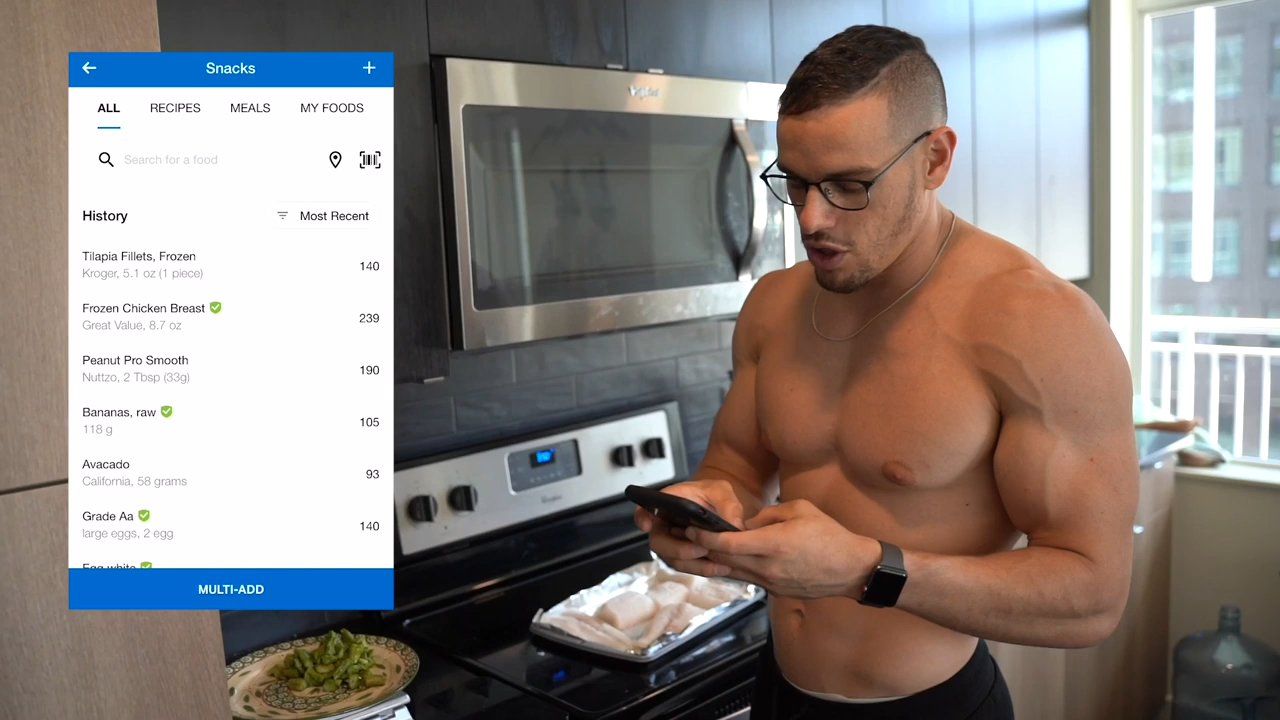 Snacks
ALL RECIPES MEALS MY FOODS
Search for a food
History Most Recent
Tilapia Fillets, Frozen
Kroger, 5.1 oz (1 piece)
140
Frozen Chicken Breast
Great Value, 8.7 oz
239
Peanut Pro Smooth
Nuttzo, 2 Tbsp (33g)
190
Bananas, raw
118 g
105
Avacado
California, 58 grams
93
Grade Aa
large eggs, 2 egg
140
Egg white
MULTI-ADD
Whirlpool